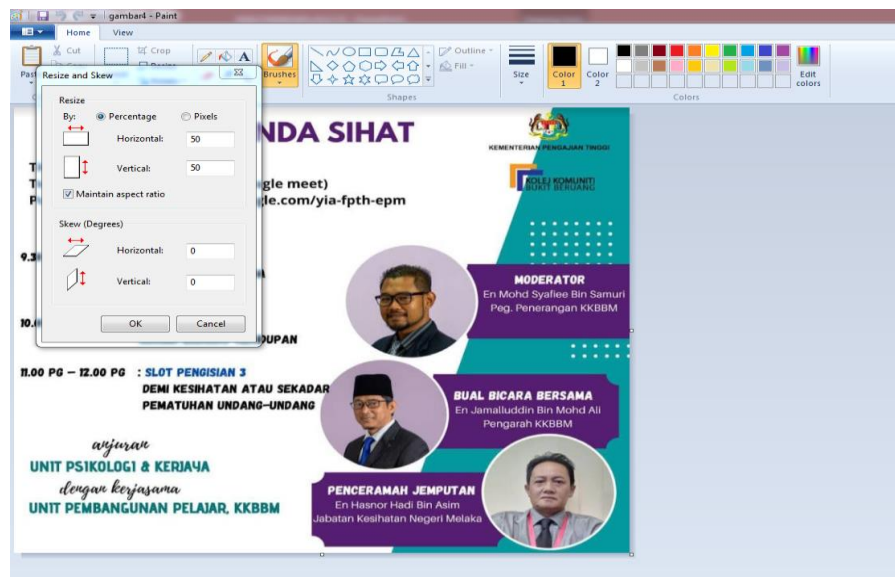 gambar4 - Paint
Home
View
Cut
Crop
Brushes
Outline
Fill
Shapes
Size
Color 1
Color 2
Edit colors
Colors
Resize and Skew
Resize
By:
Percentage
Pixels
Horizontal:
50
Vertical:
50
Maintain aspect ratio
Skew (Degrees)
Horizontal:
0
Vertical:
0
OK
Cancel
NDA SIHAT
KEMENTERIAN PENGAJIAN TINGGI
KOLEJ KOMUNITI
BUKIT BERUANG
gle meet)
le.com/yia-fpth-epm
MODERATOR
En Mohd Syafiee Bin Samuri
Peg. Penerangan KKBBM
11.00 PG – 12.00 PG : SLOT PENGISIAN 3
DEMI KESIHATAN ATAU SEKADAR
PEMATUHAN UNDANG-UNDANG
BUAL BICARA BERSAMA
En Jamalluddin Bin Mohd Ali
Pengarah KKBBM
anjuran
UNIT PSIKOLOGI & KERJAYA
dengan kerjasama
UNIT PEMBANGUNAN PELAJAR, KKBBM
PENCERAMAH JEMPUTAN
En Hasnor Hadi Bin Asim
Jabatan Kesihatan Negeri Melaka